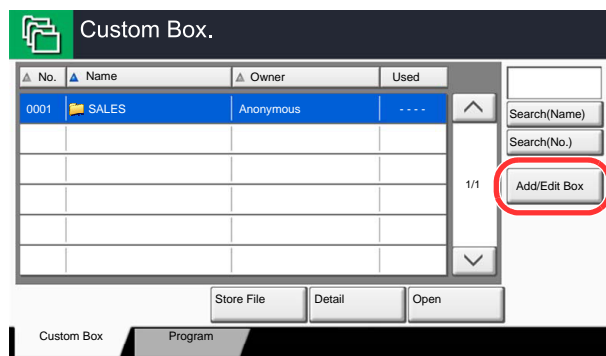 Custom Box.
No. Name Owner Used
0001 SALES Anonymous ----
Search(Name)
Search(No.)
1/1
Add/Edit Box
Store File Detail Open
Custom Box Program